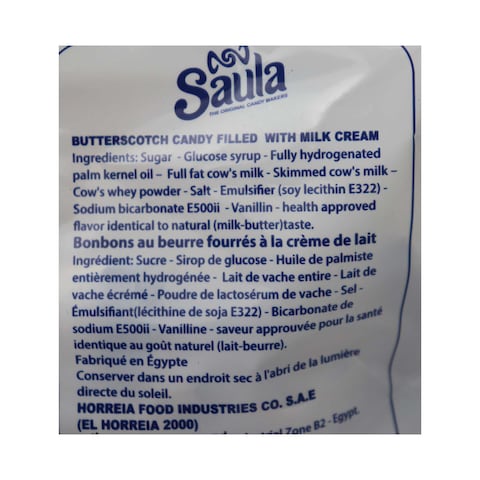 Saula
THE ORIGINAL CANDY MAKERS
BUTTERSCOTCH CANDY FILLED WITH MILK CREAM
Ingredients: Sugar - Glucose syrup - Fully hydrogenated
palm kernel oil – Full fat cow's milk - Skimmed cow's milk –
Cow's whey powder - Salt - Emulsifier (soy lecithin E322) -
Sodium bicarbonate E500ii - Vanillin - health approved
flavor identical to natural (milk-butter)taste.
Bonbons au beurre fourrés à la crème de lait
Ingrédient: Sucre - Sirop de glucose - Huile de palmiste
entièrement hydrogénée - Lait de vache entire - Lait de
vache écrémé - Poudre de lactosérum de vache - Sel -
Émulsifiant(lécithine de soja E322) - Bicarbonate de
sodium E500ii - Vanilline - saveur approuvée pour la santé
identique au goût naturel (lait-beurre).
Fabriqué en Égypte
Conserver dans un endroit sec à l'abri de la lumière
directe du soleil.
HORREIA FOOD INDUSTRIES CO. S.A.E
(EL HORREIA 2000)
Zone B2 - Egypt.